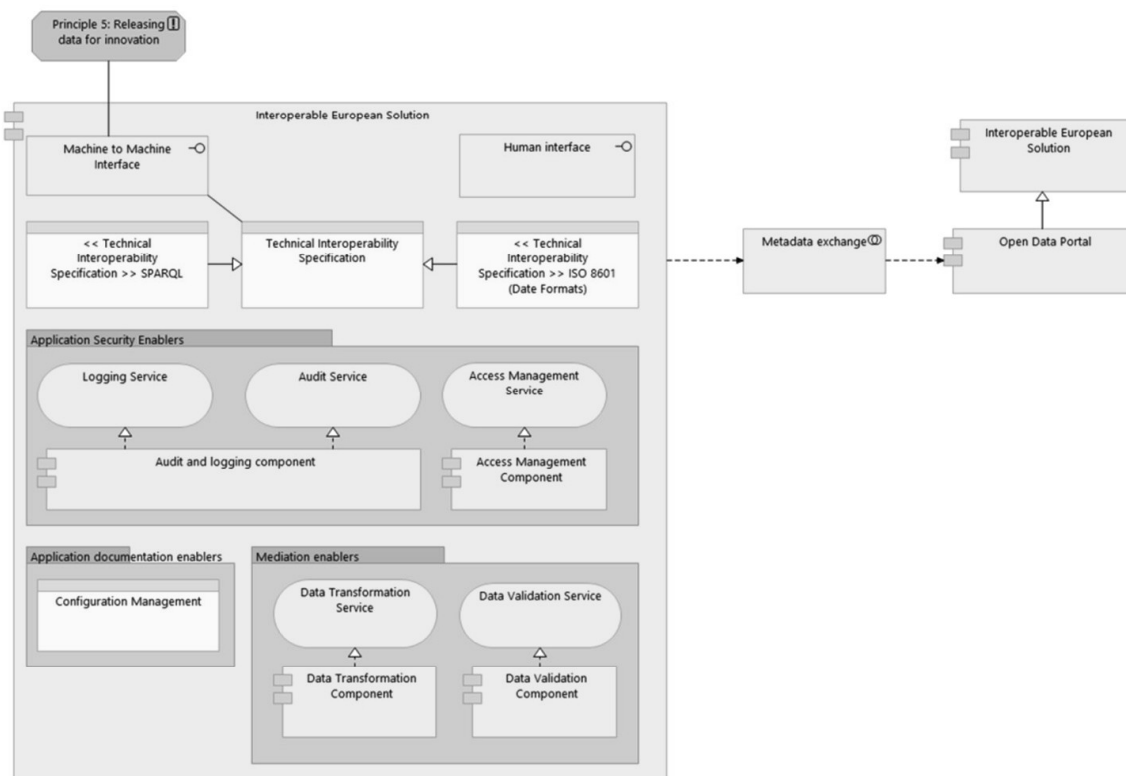 Principle 5: Releasing
data for innovation
Interoperable European Solution
Machine to Machine
Interface
Human interface
<< Technical
Interoperability
Specification >> SPARQL
Technical Interoperability
Specification
<< Technical
Interoperability
Specification >> ISO 8601
(Date Formats)
Metadata exchange
Interoperable European
Solution
Open Data Portal
Application Security Enablers
Logging Service
Audit Service
Access Management
Service
Audit and logging component
Access Management
Component
Application documentation enablers
Configuration Management
Mediation enablers
Data Transformation
Service
Data Validation Service
Data Transformation
Component
Data Validation
Component